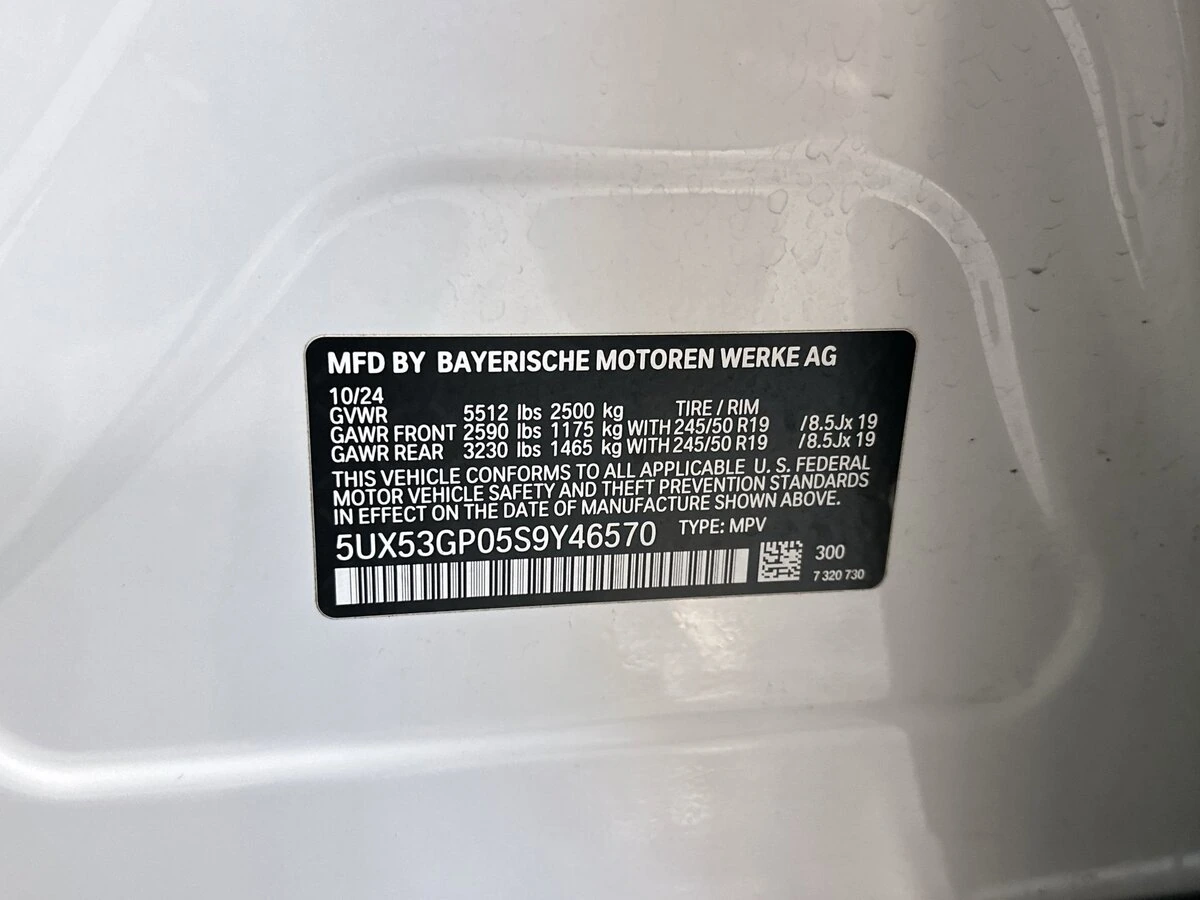 MFD BY BAYERISCHE MOTOREN WERKE AG
10/24
GVWR 5512 lbs 2500 kg TIRE / RIM
GAWR FRONT 2590 lbs 1175 kg WITH 245/50 R19 /8.5Jx 19
GAWR REAR 3230 lbs 1465 kg WITH 245/50 R19 /8.5Jx 19
THIS VEHICLE CONFORMS TO ALL APPLICABLE U. S. FEDERAL
MOTOR VEHICLE SAFETY AND THEFT PREVENTION STANDARDS
IN EFFECT ON THE DATE OF MANUFACTURE SHOWN ABOVE.
5UX53GP05S9Y46570 TYPE: MPV
300
7 320 730